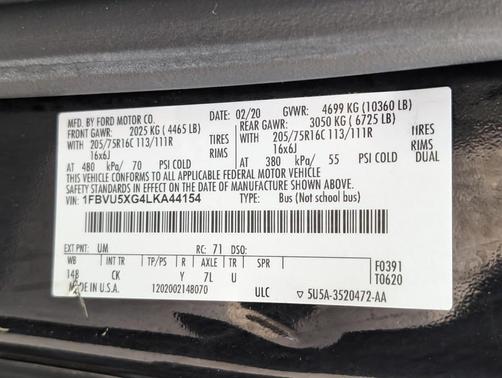 MFD. BY FORD MOTOR CO. DATE: 02/20 GVWR: 4699 KG (10360 LB)
FRONT GAWR: 2025 KG (4465 LB) REAR GAWR: 3050 KG (6725 LB)
WITH 205/75R16C 113/111R TIRES WITH 205/75R16C 113/111R TIRES
16x6J RIMS 16x6J RIMS
AT 480 kPa/ 70 PSI COLD AT 380 kPa/ 55 PSI COLD DUAL
THIS VEHICLE CONFORMS TO ALL APPLICABLE FEDERAL MOTOR VEHICLE
SAFETY STANDARDS IN EFFECT ON THE DATE OF MANUFACTURE SHOWN ABOVE.
VIN: 1FBVU5XG4LKA44154 TYPE: Bus (Not school bus)
EXT PNT: UM RC: 71 DSO:
WB INT TR TP/PS R AXLE TR SPR F0391
148 CK Y 7L U T0620
MADE IN U.S.A. 1202002148070 ULC ▽ 5U5A-3520472-AA